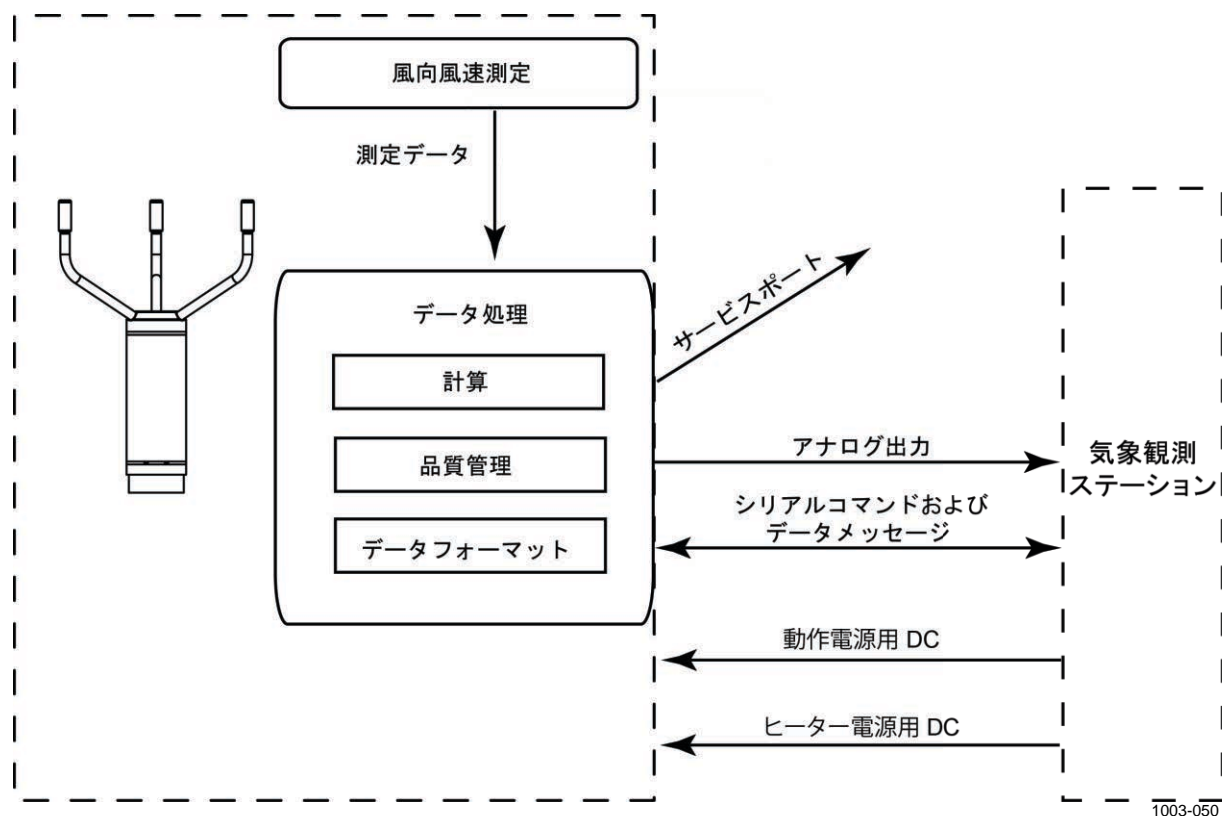 風向風速測定
測定データ
データ処理
計算
品質管理
データフォーマット
サービスポート
アナログ出力
シリアルコマンドおよび
データメッセージ
動作電源用 DC
ヒーター電源用 DC
気象観測
ステーション
1003-050